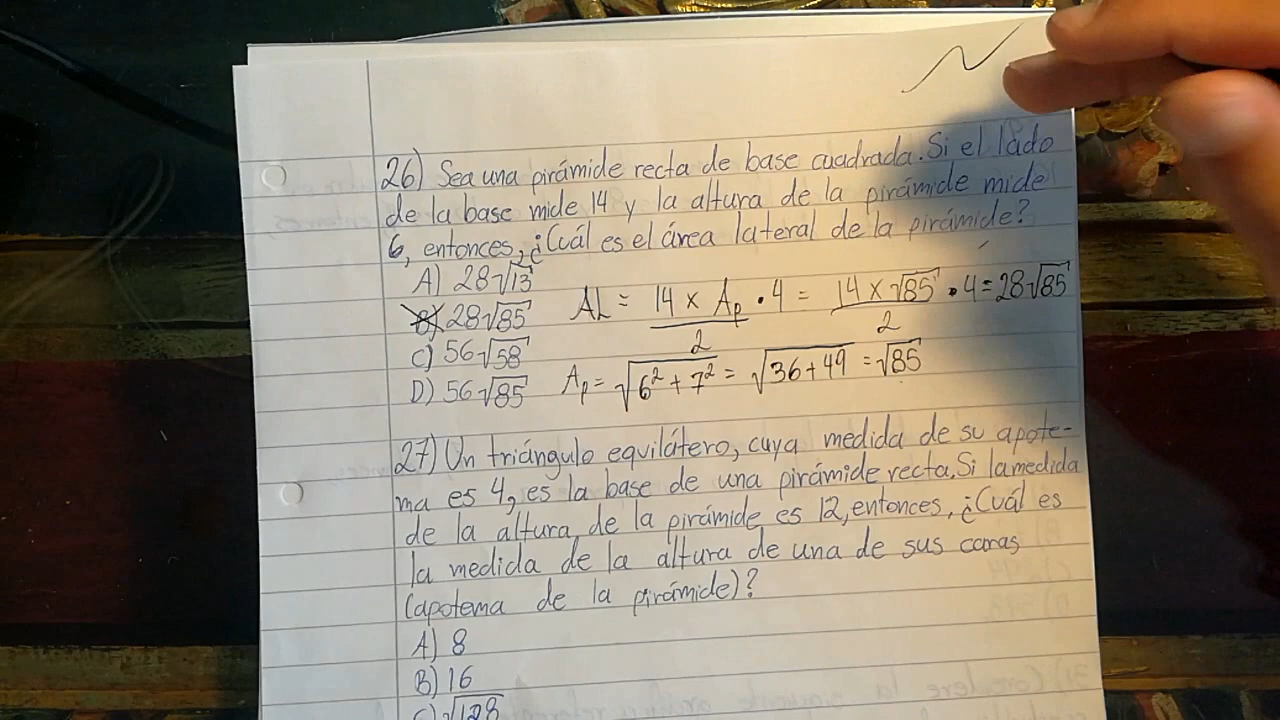 26) Sea una pirámide recta de base cuadrada. Si el lado
de la base mide 14 y la altura de la pirámide mide
6, entonces, ¿Cuál es el área lateral de la pirámide?
A) 28√13
B) 28√85 AL = 14 x Ap / 2 • 4 = 14 x √85 / 2 • 4 = 28√85
C) 56√58
D) 56√85 Ap = √6² + 7² = √36 + 49 = √85
27) Un triángulo equilátero, cuya medida de su apote-
ma es 4, es la base de una pirámide recta. Si la medida
de la altura de la pirámide es 12, entonces, ¿Cuál es
la medida de la altura de una de sus caras
(apotema de la pirámide)?
A) 8
B) 16
C) √128